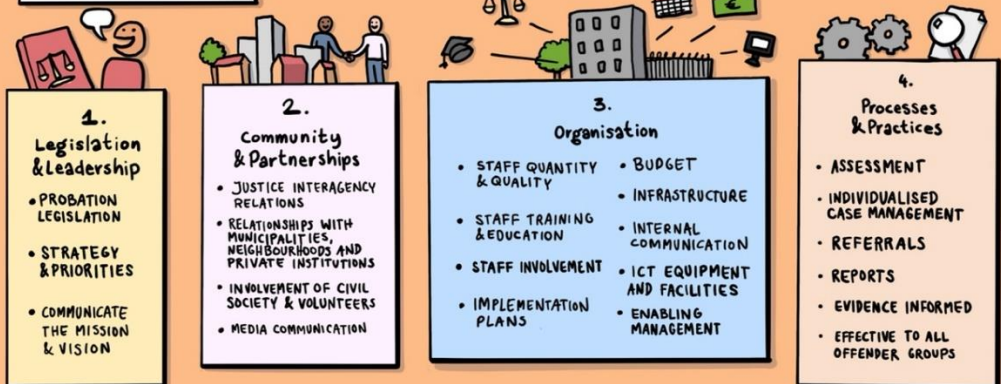 1.
Legislation
& Leadership
• PROBATION
LEGISLATION
• STRATEGY
& PRIORITIES
• COMMUNICATE
THE MISSION
& VISION
2.
Community
& Partnerships
• JUSTICE INTERAGENCY
RELATIONS
• RELATIONSHIPS WITH
MUNICIPALITIES,
NEIGHBOURHOODS AND
PRIVATE INSTITUTIONS
• INVOLVEMENT OF CIVIL
SOCIETY & VOLUNTEERS
• MEDIA COMMUNICATION
3.
Organisation
• STAFF QUANTITY
& QUALITY
• STAFF TRAINING
& EDUCATION
• STAFF INVOLVEMENT
• IMPLEMENTATION
PLANS
• BUDGET
• INFRASTRUCTURE
• INTERNAL
COMMUNICATION
• ICT EQUIPMENT
AND FACILITIES
• ENABLING
MANAGEMENT
4.
Processes
& Practices
• ASSESSMENT
• INDIVIDUALISED
CASE MANAGEMENT
• REFERRALS
• REPORTS
• EVIDENCE INFORMED
• EFFECTIVE TO ALL
OFFENDER GROUPS
€